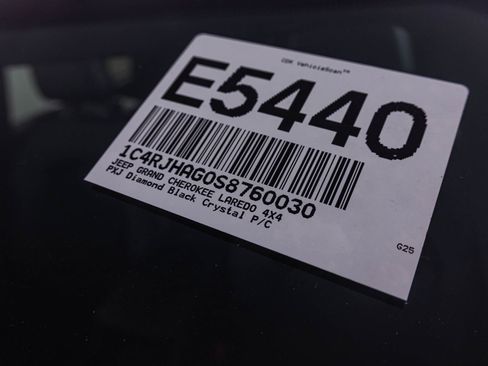 CDK VehicleScan™
E5440
1C4RJHAG0S8760030
JEEP GRAND CHEROKEE LAREDO 4X4
PXJ Diamond Black Crystal P/C
G25